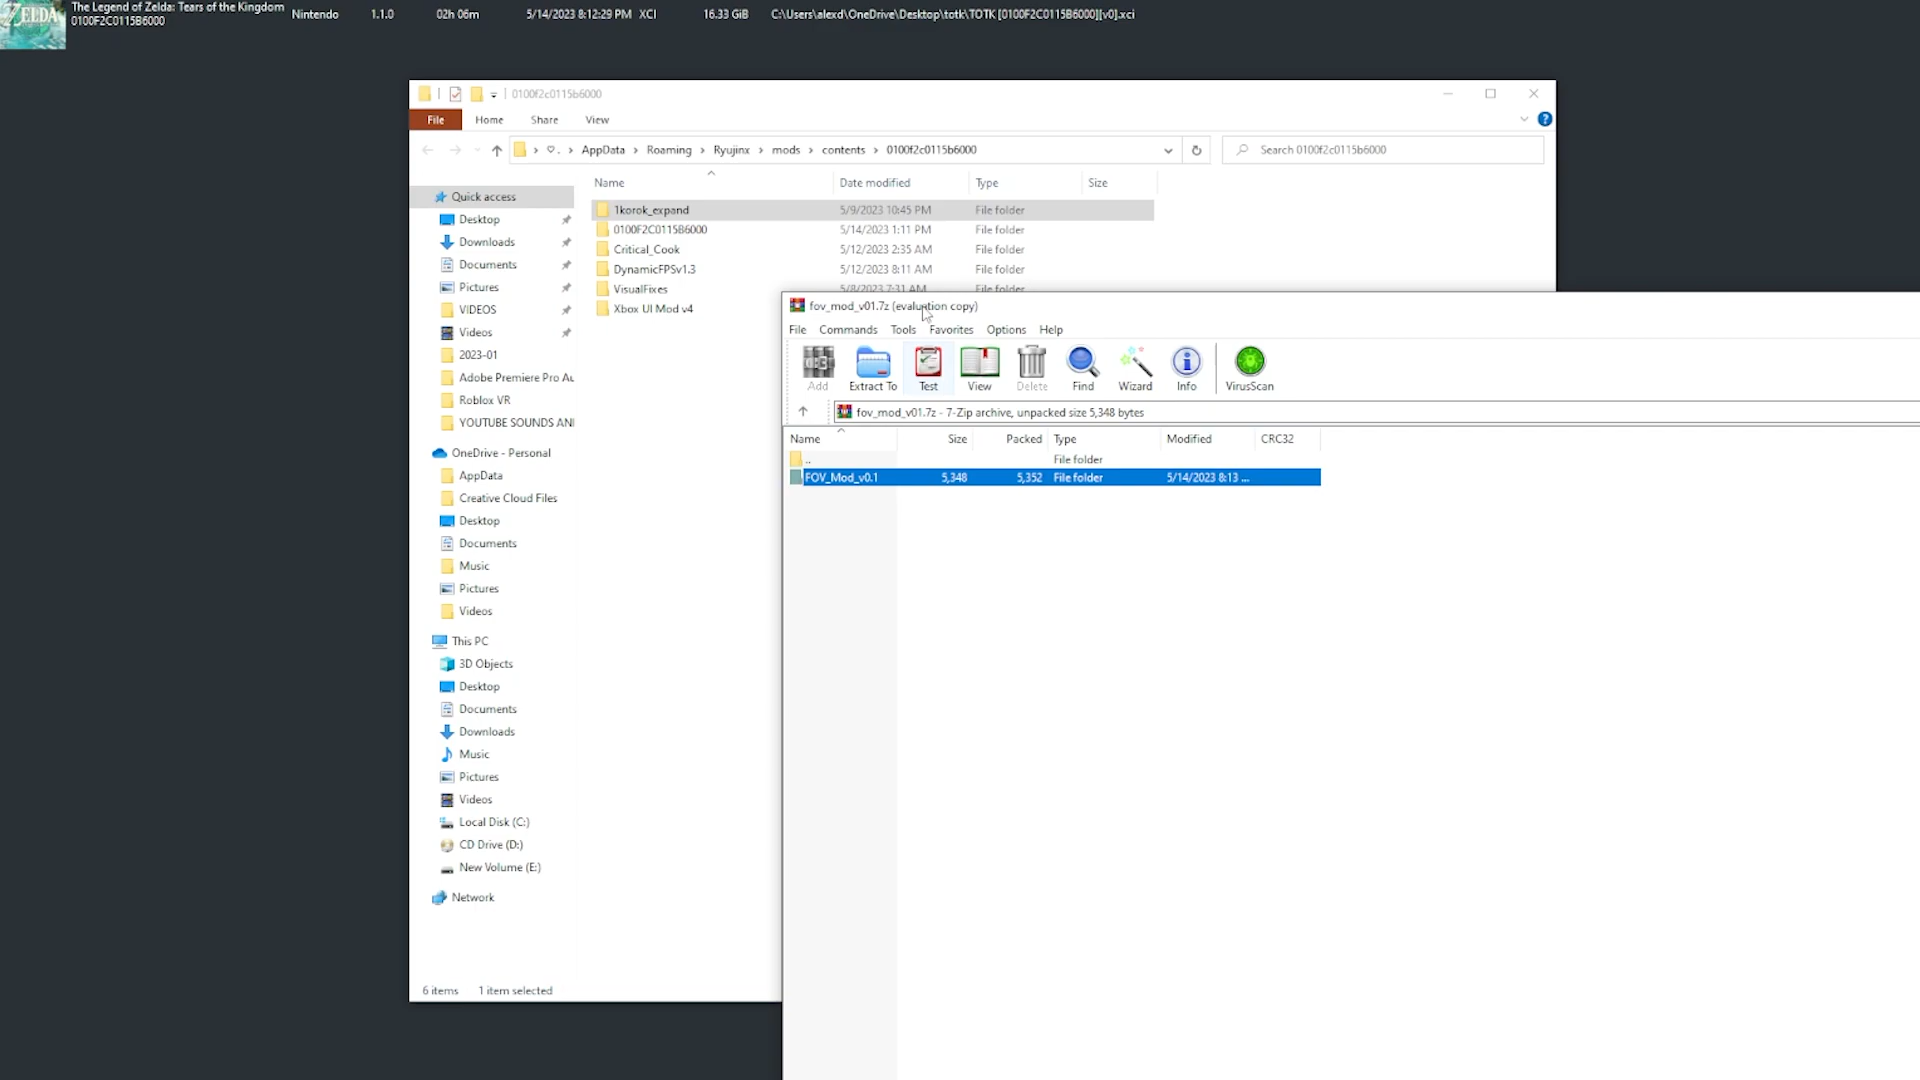 ZELDA
The Legend of Zelda: Tears of the Kingdom
0100F2C0115B6000
Nintendo 1.1.0 02h 06m 5/14/2023 8:12:29 PM XCI 16.33 GiB C:\Users\alexd\OneDrive\Desktop\totk\TOTK [0100F2C0115B6000][v0].xci
0100f2c0115b6000
File Home Share View
AppData > Roaming > Ryujinx > mods > contents > 0100f2c0115b6000
Search 0100f2c0115b6000
Name Date modified Type Size
1korok_expand 5/9/2023 10:45 PM File folder
0100F2C0115B6000 5/14/2023 1:11 PM File folder
Critical_Cook 5/12/2023 2:35 AM File folder
DynamicFPSv1.3 5/12/2023 8:11 AM File folder
VisualFixes 5/8/2023 7:31 AM File folder
Xbox UI Mod v4
Quick access
Desktop
Downloads
Documents
Pictures
VIDEOS
Videos
2023-01
Adobe Premiere Pro Au
Roblox VR
YOUTUBE SOUNDS ANI
OneDrive - Personal
AppData
Creative Cloud Files
Desktop
Documents
Music
Pictures
Videos
This PC
3D Objects
Desktop
Documents
Downloads
Music
Pictures
Videos
Local Disk (C:)
CD Drive (D:)
New Volume (E:)
Network
6 items 1 item selected
fov_mod_v01.7z (evaluation copy)
File Commands Tools Favorites Options Help
Add Extract To Test View Delete Find Wizard Info VirusScan
fov_mod_v01.7z - 7-Zip archive, unpacked size 5,348 bytes
Name Size Packed Type Modified CRC32
.. File folder
FOV_Mod_v0.1 5,348 5,352 File folder 5/14/2023 8:13 ...